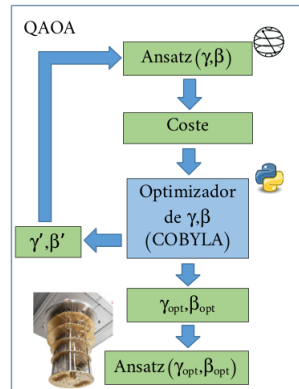 QAOA
Ansatz(γ,β)
Coste
Optimizador
de γ,β
(COBYLA)
γ',β'
γopt,βopt
Ansatz(γopt,βopt)